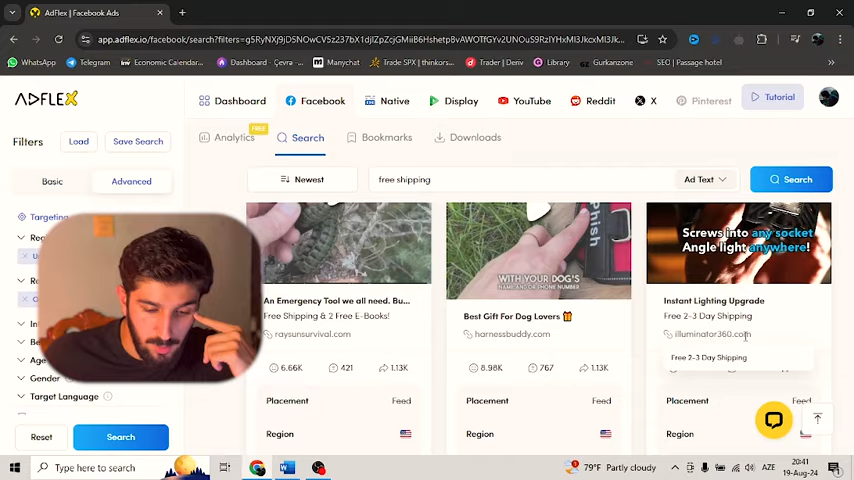 AdFlex | Facebook Ads
app.adflex.io/facebook/search?filters=
WhatsApp
Telegram
Economic Calendar...
Dashboard - Çevra...
Manychat
Trade SPX | thinkors...
Trader | Deriv
Library
Gurkanzone
SEO | Passage hotel
ADFLEX
Dashboard
Facebook
Native
Display
YouTube
Reddit
X
Pinterest
Tutorial
Filters
Load
Save Search
Analytics
FREE
Search
Bookmarks
Downloads
Basic
Advanced
Newest
free shipping
Ad Text
Search
Targeting
Gender
Target Language
Reset
Search
Phish
WITH YOUR DOG'S
NAME AND OR PHONE NUMBER
Screws into any socket
Angle light anywhere!
An Emergency Tool we all need. Bu...
Free Shipping & 2 Free E-Books!
raysunsurvival.com
6.66K
421
1.13K
Placement
Feed
Region
Best Gift For Dog Lovers
harnessbuddy.com
8.98K
767
1.13K
Placement
Feed
Region
Instant Lighting Upgrade
Free 2-3 Day Shipping
illuminator360.com
Free 2-3 Day Shipping
Placement
Feed
Region
Type here to search
79°F Partly cloudy
AZE
20:41
19-Aug-24